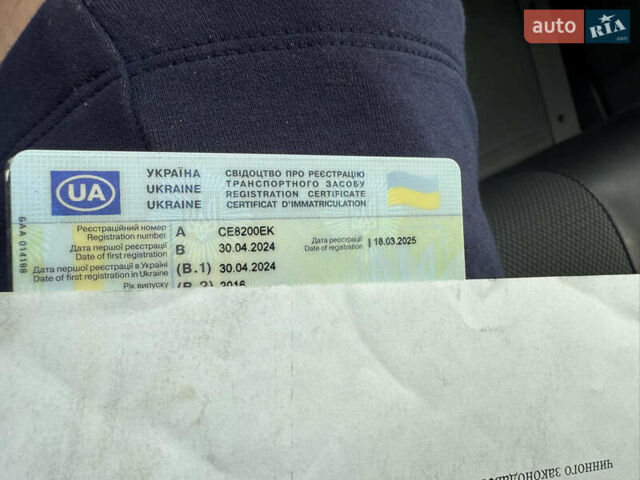 auto RIA .com
УКРАЇНА
UKRAINE
UKRAINE
СВІДОЦТВО ПРО РЕЄСТРАЦІЮ
ТРАНСПОРТНОГО ЗАСОБУ
REGISTRATION CERTIFICATE
CERTIFICAT D'IMMATRICULATION
UA
БАА 014188
Реєстраційний номер
Registration number
A CE6200EK
Дата першої реєстрації
Date of first registration
B 30.04.2024
Дата реєстрації
Date of registration
I 18.03.2025
Дата першої реєстрації в Україні
Date of first registration in Ukraine
(B.1) 30.04.2024
Рік випуску
(B.2) 2016
чинного